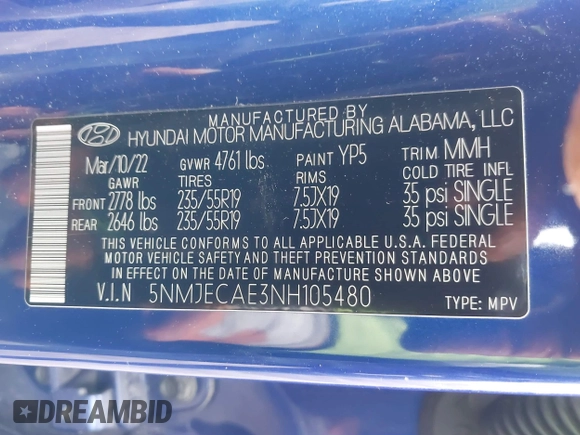 MANUFACTURED BY
HYUNDAI MOTOR MANUFACTURING ALABAMA, LLC
Mar/10/22 GVWR 4761 lbs PAINT YP5 TRIM MMH
GAWR TIRES RIMS COLD TIRE INFL
FRONT 2778 lbs 235/55R19 7.5JX19 35 psi SINGLE
REAR 2646 lbs 235/55R19 7.5JX19 35 psi SINGLE
THIS VEHICLE CONFORMS TO ALL APPLICABLE U.S.A. FEDERAL
MOTOR VEHICLE SAFETY AND THEFT PREVENTION STANDARDS
IN EFFECT ON THE DATE OF MANUFACTURE SHOWN ABOVE.
V.I.N 5NMJECAE3NH105480 TYPE: MPV
DREAMBID